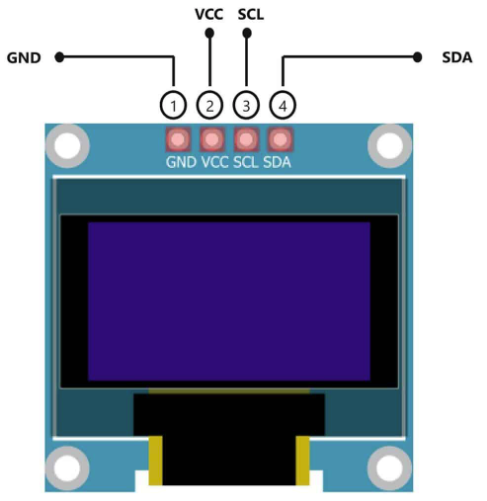 VCC SCL
GND SDA
1 2 3 4
GND VCC SCL SDA